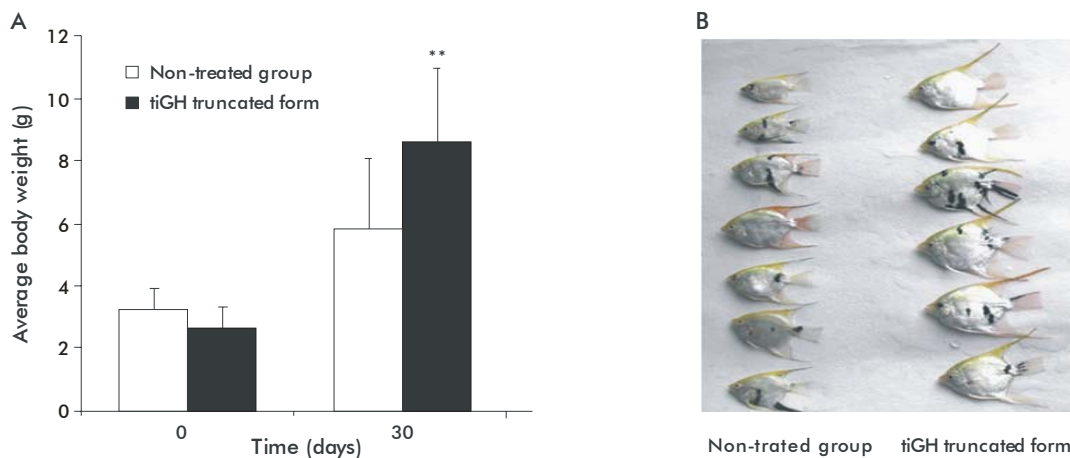 A
12
10
8
6
4
2
0
Average body weight (g)
Non-treated group
tiGH truncated form
**
0
30
Time (days)
B
Non-trated group
tiGH truncated form